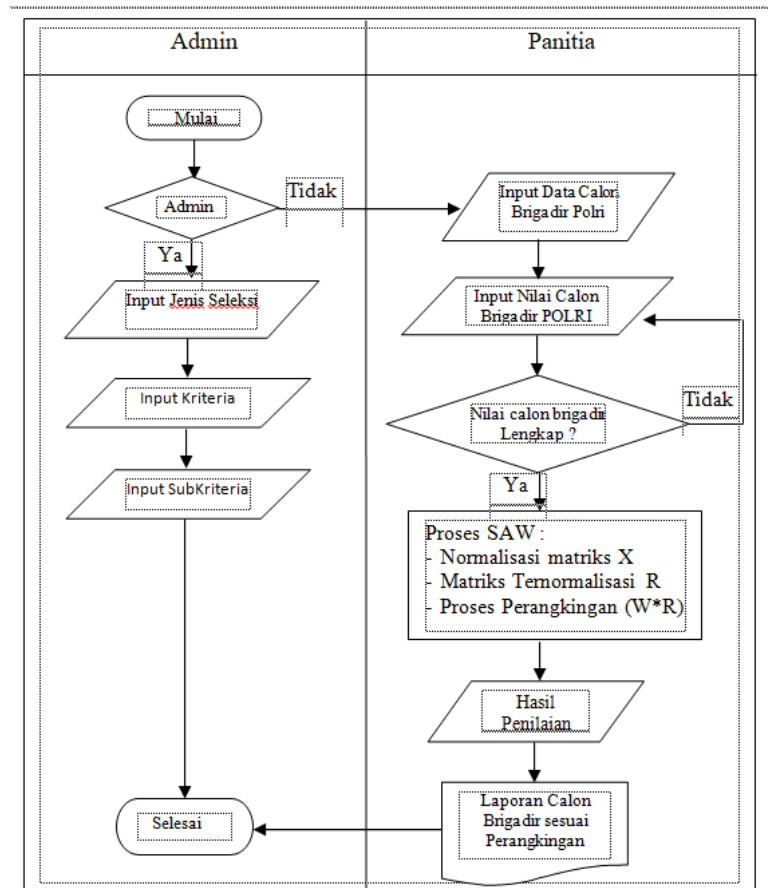 Admin
Panitia
Mulai
Admin
Tidak
Ya
Input Jenis Seleksi
Input Kriteria
Input SubKriteria
Selesai
Input Data Calon
Brigadir Polri
Input Nilai Calon
Brigadir POLRI
Nilai calon brigadir
Lengkap ?
Tidak
Ya
Proses SAW :
- Normalisasi matriks X
- Matriks Ternormalisasi R
- Proses Perangkingan (W*R)
Hasil
Penilaian
Laporan Calon
Brigadir sesuai
Perangkingan